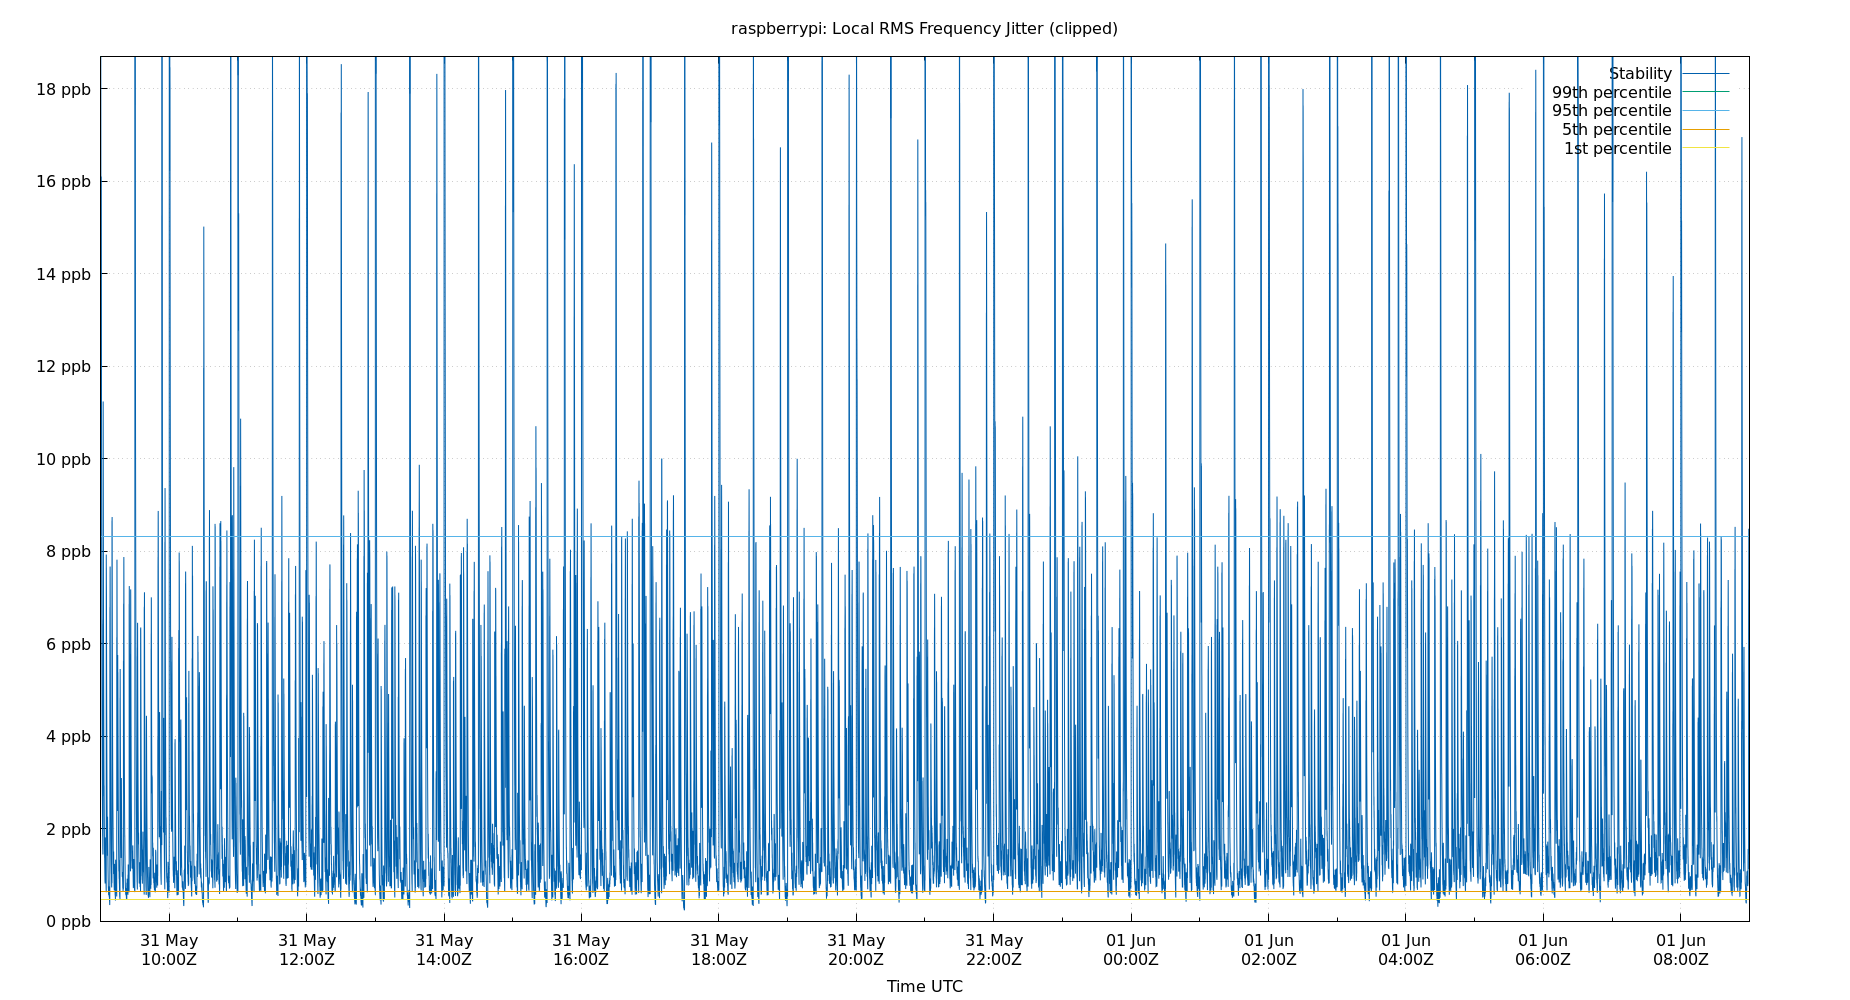 raspberrypi: Local RMS Frequency Jitter (clipped)
Stability
99th percentile
95th percentile
5th percentile
1st percentile
18 ppb
16 ppb
14 ppb
12 ppb
10 ppb
8 ppb
6 ppb
4 ppb
2 ppb
0 ppb
31 May 31 May 31 May 31 May 31 May 31 May 31 May 01 Jun 01 Jun 01 Jun 01 Jun 01 Jun
10:00Z 12:00Z 14:00Z 16:00Z 18:00Z 20:00Z 22:00Z 00:00Z 02:00Z 04:00Z 06:00Z 08:00Z
Time UTC